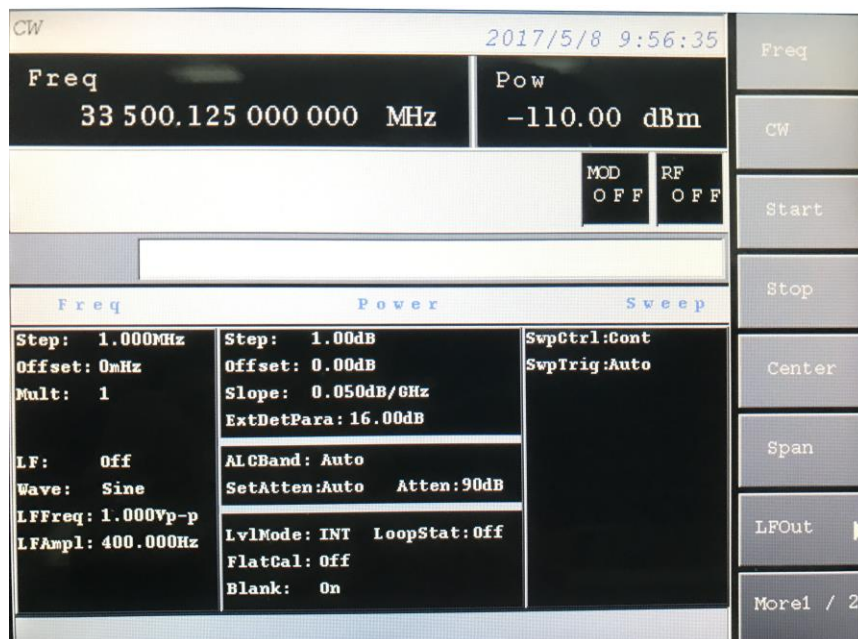 CW
2017/5/8 9:56:35
Freq
33 500.125 000 000 MHz
Pow
-110.00 dBm
MOD
OFF
RF
OFF
Freq Power Sweep
Step: 1.000MHz
Offset: 0mHz
Mult: 1
LF: Off
Wave: Sine
LFFreq: 1.000Vp-p
LFAmpl: 400.000Hz
Step: 1.00dB
Offset: 0.00dB
Slope: 0.050dB/GHz
ExtDetPara: 16.00dB
ALCBand: Auto
SetAtten:Auto Atten:90dB
LvlMode: INT LoopStat:Off
FlatCal: Off
Blank: On
SwpCtrl:Cont
SwpTrig:Auto
Freq
CW
Start
Stop
Center
Span
LFOut
More1 / 2